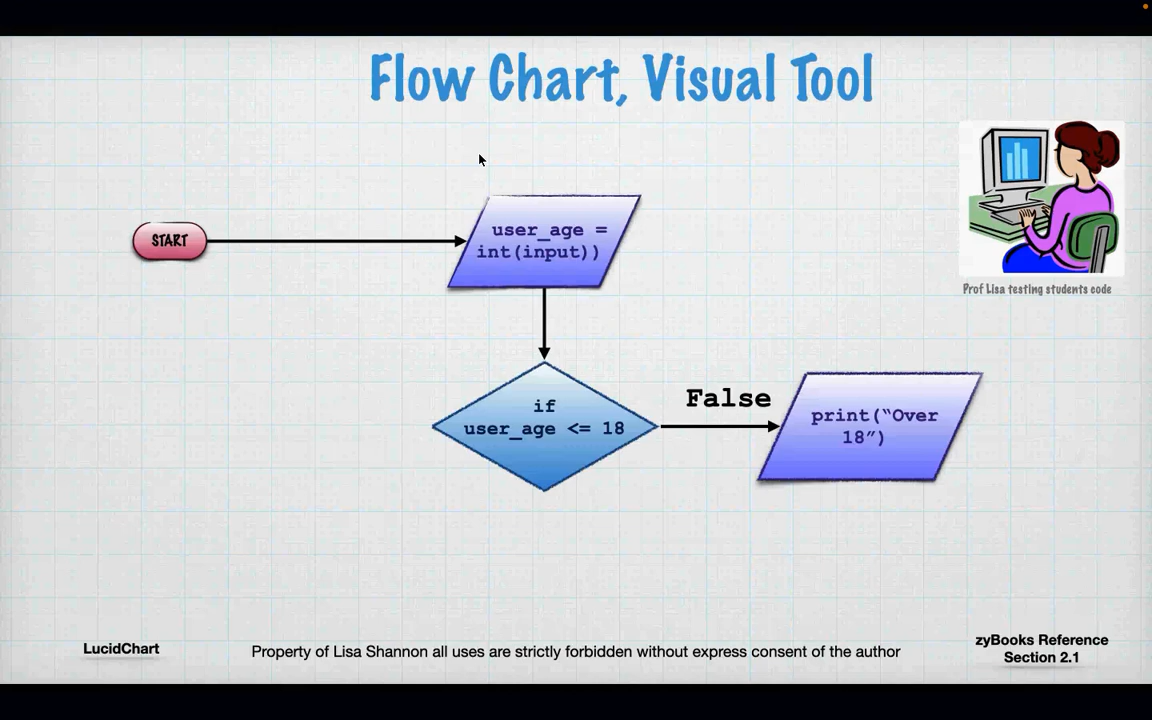 Flow Chart, Visual Tool
START
user_age =
int(input))
Prof Lisa testing students code
if
user_age <= 18
False
print(“Over
18”)
LucidChart
Property of Lisa Shannon all uses are strictly forbidden without express consent of the author
zyBooks Reference
Section 2.1